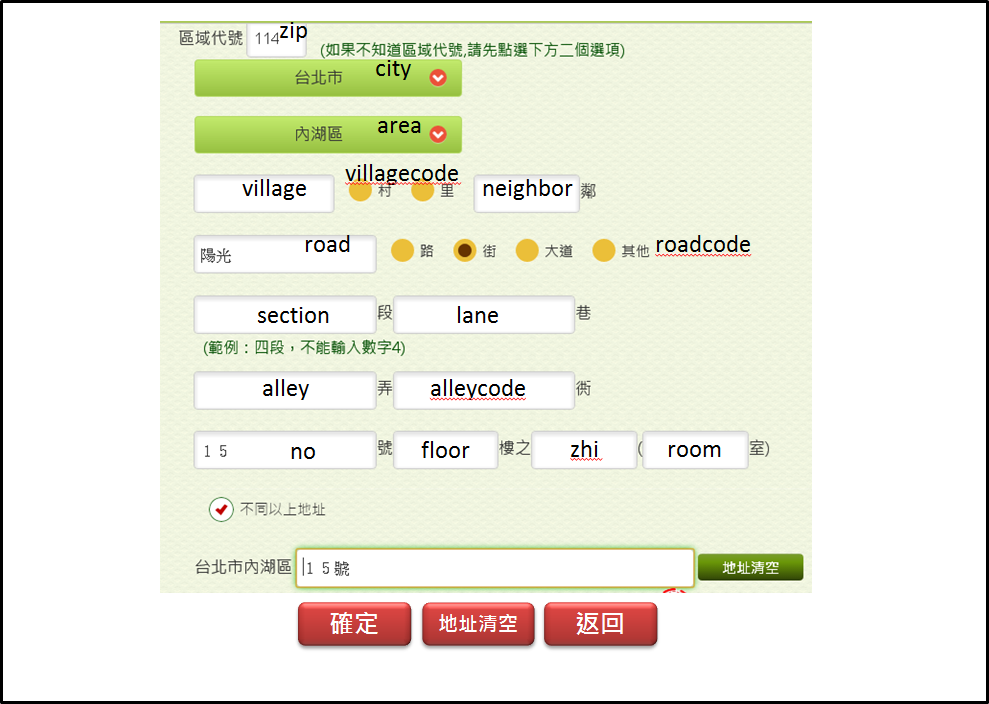 區域代號 114 zip (如果不知道區域代號,請先點選下方二個選項)
台北市 city
內湖區 area
village villagecode 村 里 neighbor 鄰
陽光 road 路 街 大道 其他 roadcode
section 段 lane 巷
(範例：四段，不能輸入數字4)
alley 弄 alleycode 衖
１５ no 號 floor 樓之 zhi ( room 室)
不同以上地址
台北市內湖區 １５號 地址清空
確定 地址清空 返回